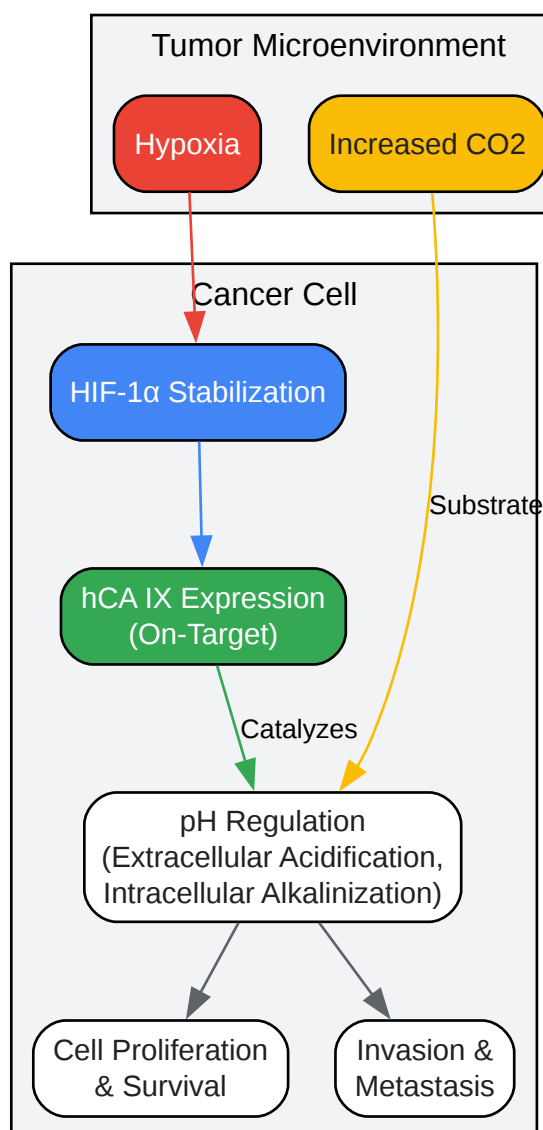 Tumor Microenvironment
Hypoxia
Increased CO2
Cancer Cell
HIF-1α Stabilization
Substrate
hCA IX Expression
(On-Target)
Catalyzes
pH Regulation
(Extracellular Acidification,
Intracellular Alkalinization)
Cell Proliferation
& Survival
Invasion &
Metastasis